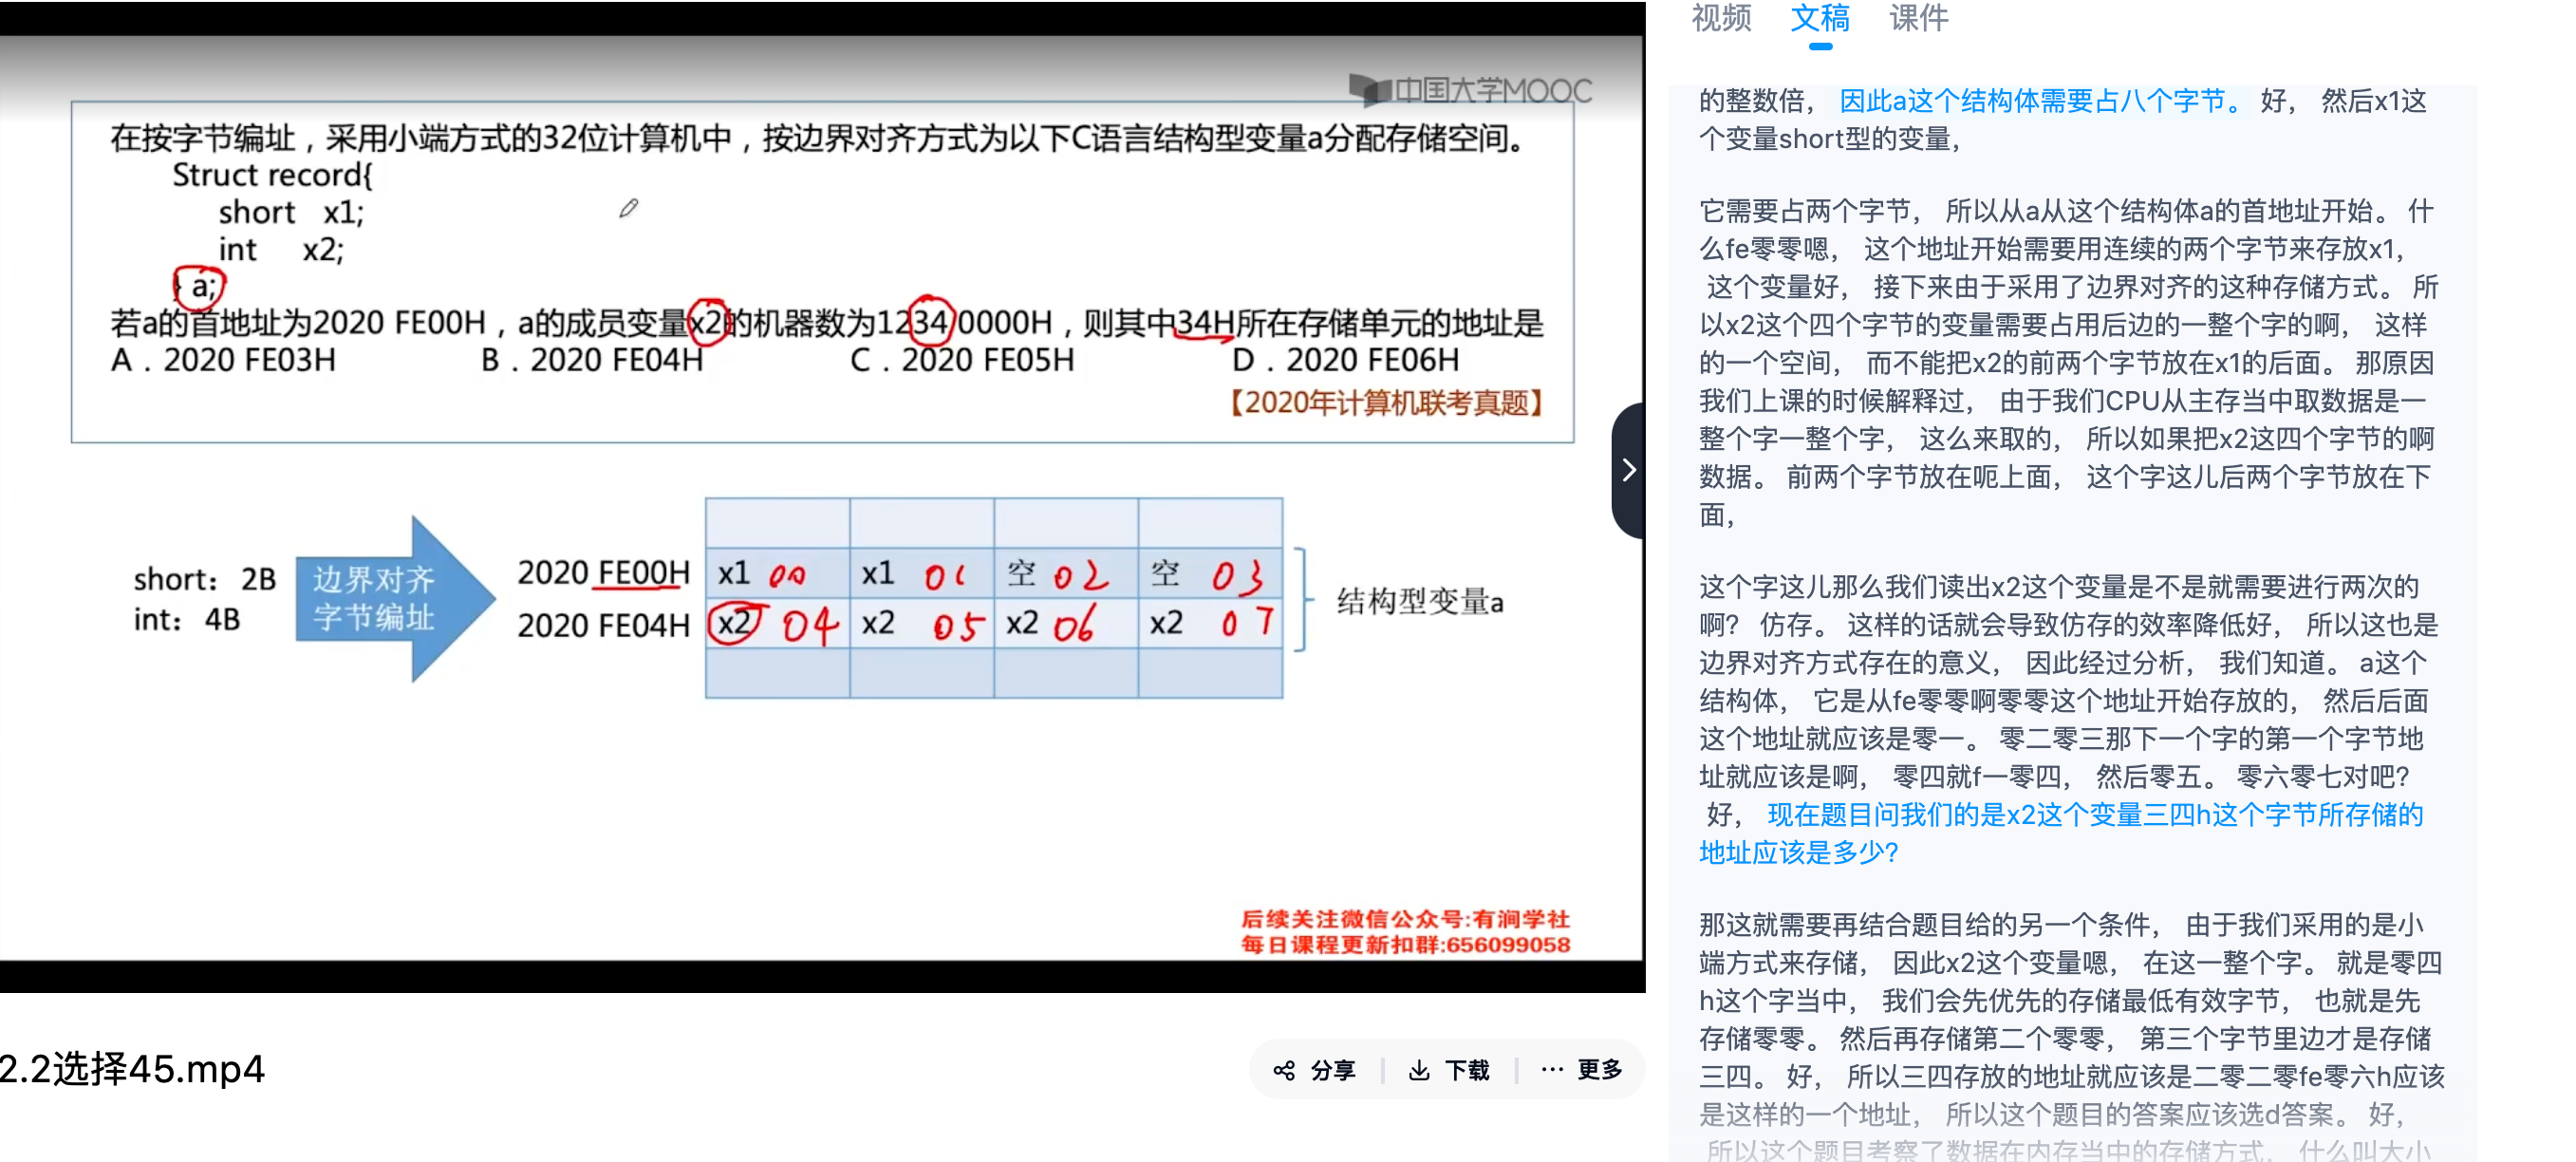 中国大学MOOC
在按字节编址，采用小端方式的32位计算机中，按边界对齐方式为以下C语言结构型变量a分配存储空间。
Struct record{
short x1;
int x2;
} a;
若a的首地址为2020 FE00H，a的成员变量x2的机器数为1234 0000H，则其中34H所在存储单元的地址是
A．2020 FE03H B．2020 FE04H C．2020 FE05H D．2020 FE06H
【2020年计算机联考真题】
short：2B
int：4B
边界对齐
字节编址
2020 FE00H x1 00 x1 01 空 02 空 03
2020 FE04H x2 04 x2 05 x2 06 x2 07
结构型变量a
后续关注微信公众号:有涧学社
每日课程更新扣群:656099058
2.2选择45.mp4
分享 下载 更多
视频 文稿 课件
的整数倍， 因此a这个结构体需要占八个字节。 好， 然后x1这
个变量short型的变量，
它需要占两个字节， 所以从a从这个结构体a的首地址开始。 什
么fe零零嗯， 这个地址开始需要用连续的两个字节来存放x1，
这个变量好， 接下来由于采用了边界对齐的这种存储方式。 所
以x2这个四个字节的变量需要占用后边的一整个字的啊， 这样
的一个空间， 而不能把x2的前两个字节放在x1的后面。 那原因
我们上课的时候解释过， 由于我们CPU从主存当中取数据是一
整个字一整个字， 这么来取的， 所以如果把x2这四个字节的啊
数据。 前两个字节放在呃上面， 这个字这儿后两个字节放在下
面，
这个字这儿那么我们读出x2这个变量是不是就需要进行两次的
啊? 仿存。 这样的话就会导致仿存的效率降低好， 所以这也是
边界对齐方式存在的意义， 因此经过分析， 我们知道。 a这个
结构体， 它是从fe零零啊零零这个地址开始存放的， 然后后面
这个地址就应该是零一。 零二零三那下一个字的第一个字节地
址就应该是啊， 零四就f一零四， 然后零五。 零六零七对吧?
好， 现在题目问我们的是x2这个变量三四h这个字节所存储的
地址应该是多少?
那这就需要再结合题目给的另一个条件， 由于我们采用的是小
端方式来存储， 因此x2这个变量嗯， 在这一整个字。 就是零四
h这个字当中， 我们会先优先的存储最低有效字节， 也就是先
存储零零。 然后再存储第二个零零， 第三个字节里边才是存储
三四。 好， 所以三四存放的地址就应该是二零二零fe零六h应该
是这样的一个地址， 所以这个题目的答案应该选d答案。 好，
所以这个题目考察了数据在内存当中的存储方式， 什么叫大小